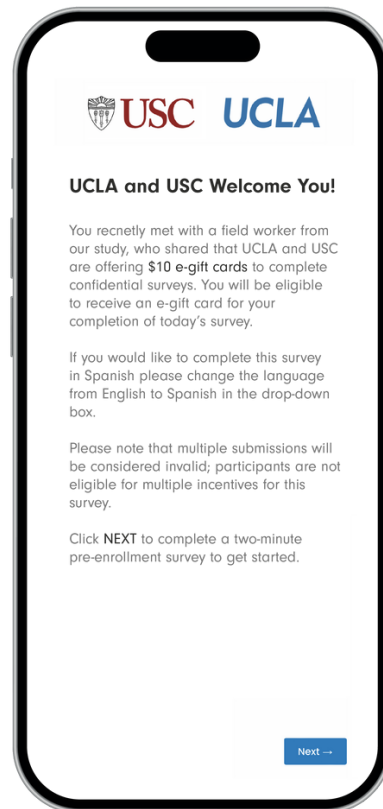 USC UCLA
UCLA and USC Welcome You!
You recnetly met with a field worker from
our study, who shared that UCLA and USC
are offering $10 e-gift cards to complete
confidential surveys. You will be eligible
to receive an e-gift card for your
completion of today's survey.
If you would like to complete this survey
in Spanish please change the language
from English to Spanish in the drop-down
box.
Please note that multiple submissions will
be considered invalid; participants are not
eligible for multiple incentives for this
survey.
Click NEXT to complete a two-minute
pre-enrollment survey to get started.
Next →